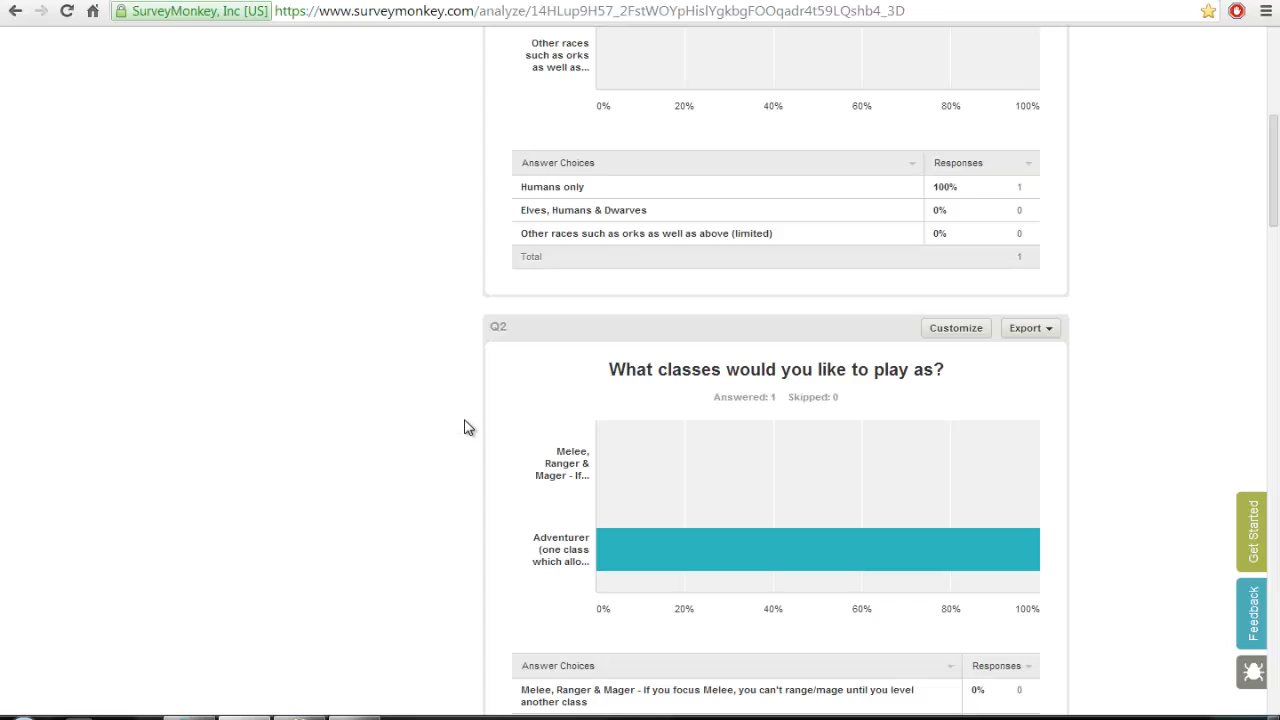 SurveyMonkey, Inc [US] https://www.surveymonkey.com/analyze/14HLup9H57_2FstWOYpHislYgkbgFOOqadr4t59LQshb4_3D
Other races
such as orks
as well as...
0% 20% 40% 60% 80% 100%
Answer Choices Responses
Humans only 100% 1
Elves, Humans & Dwarves 0% 0
Other races such as orks as well as above (limited) 0% 0
Total 1
Q2 Customize Export
What classes would you like to play as?
Answered: 1 Skipped: 0
Melee,
Ranger &
Mager - If...
Adventurer
(one class
which allo...
0% 20% 40% 60% 80% 100%
Get Started
Feedback
Answer Choices Responses
Melee, Ranger & Mager - If you focus Melee, you can't range/mage until you level 0% 0
another class